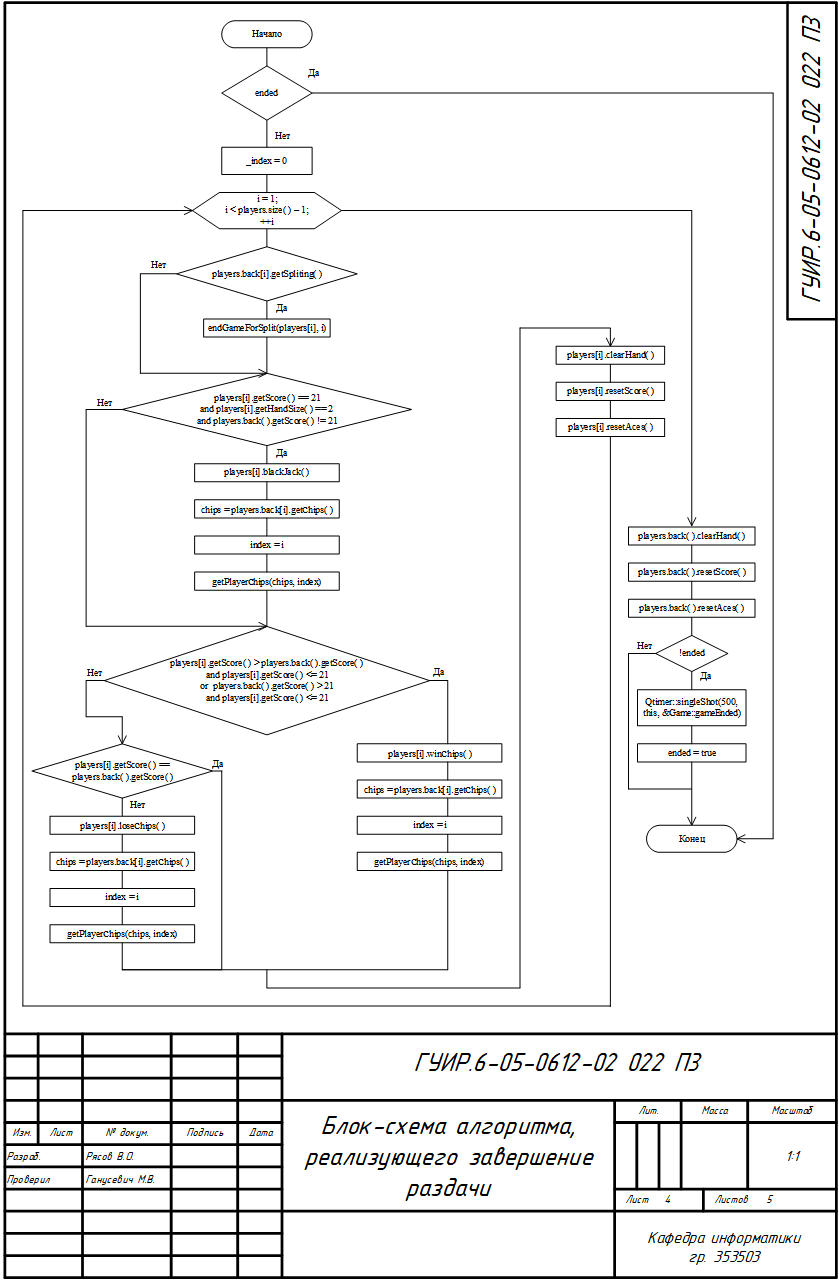 ГУИР.6-05-0612-02 022 ПЗ
Начало
Да
ended
Нет
_index = 0
i = 1;
i < players.size( ) – 1;
++i
Нет
players.back[i].getSpliting( )
Да
endGameForSplit(players[i], i)
Нет
players[i].getScore( ) == 21
and players[i].getHandSize( ) ==2
and players.back( ).getScore( ) != 21
Да
players[i].blackJack( )
chips = players.back[i].getChips( )
index = i
getPlayerChips(chips, index)
players[i].getScore( ) > players.back( ).getScore( )
and players[i].getScore( ) <= 21
or players.back( ).getScore( ) > 21
and players[i].getScore( ) <= 21
Нет
Да
players[i].getScore( ) ==
players.back( ).getScore( )
Да
Нет
players[i].loseChips( )
chips = players.back[i].getChips( )
index = i
getPlayerChips(chips, index)
players[i].winChips( )
chips = players.back[i].getChips( )
index = i
getPlayerChips(chips, index)
players[i].clearHand( )
players[i].resetScore( )
players[i].resetAces( )
players.back( ).clearHand( )
players.back( ).resetScore( )
players.back( ).resetAces( )
Нет
!ended
Да
Qtimer::singleShot(500,
this, &Game::gameEnded)
ended = true
Конец
ГУИР.6-05-0612-02 022 ПЗ
Изм. Лист № докум. Подпись Дата
Разраб. Рясов В.О.
Проверил Ганусевич М.В.
Блок-схема алгоритма,
реализующего завершение
раздачи
Лит. Масса Масштаб
1:1
Лист 4 Листов 5
Кафедра информатики
гр. 353503